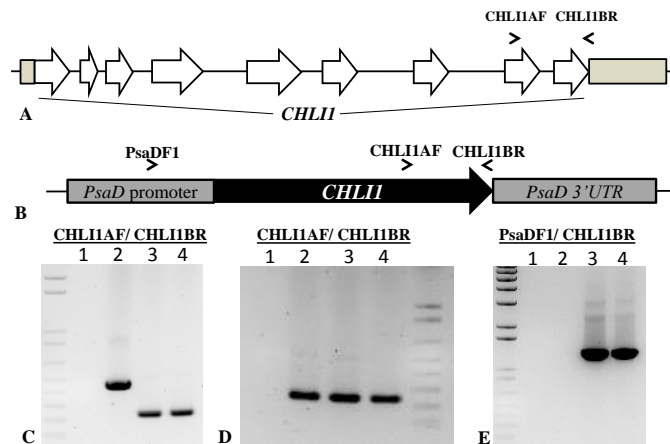 CHLI1AF CHLI1BR
A CHLI1
PsaDF1 CHLI1AF CHLI1BR
B PsaD promoter CHLI1 PsaD 3'UTR
CHLI1AF/ CHLI1BR CHLI1AF/ CHLI1BR PsaDF1/ CHLI1BR
1 2 3 4 1 2 3 4 1 2 3 4
C D E